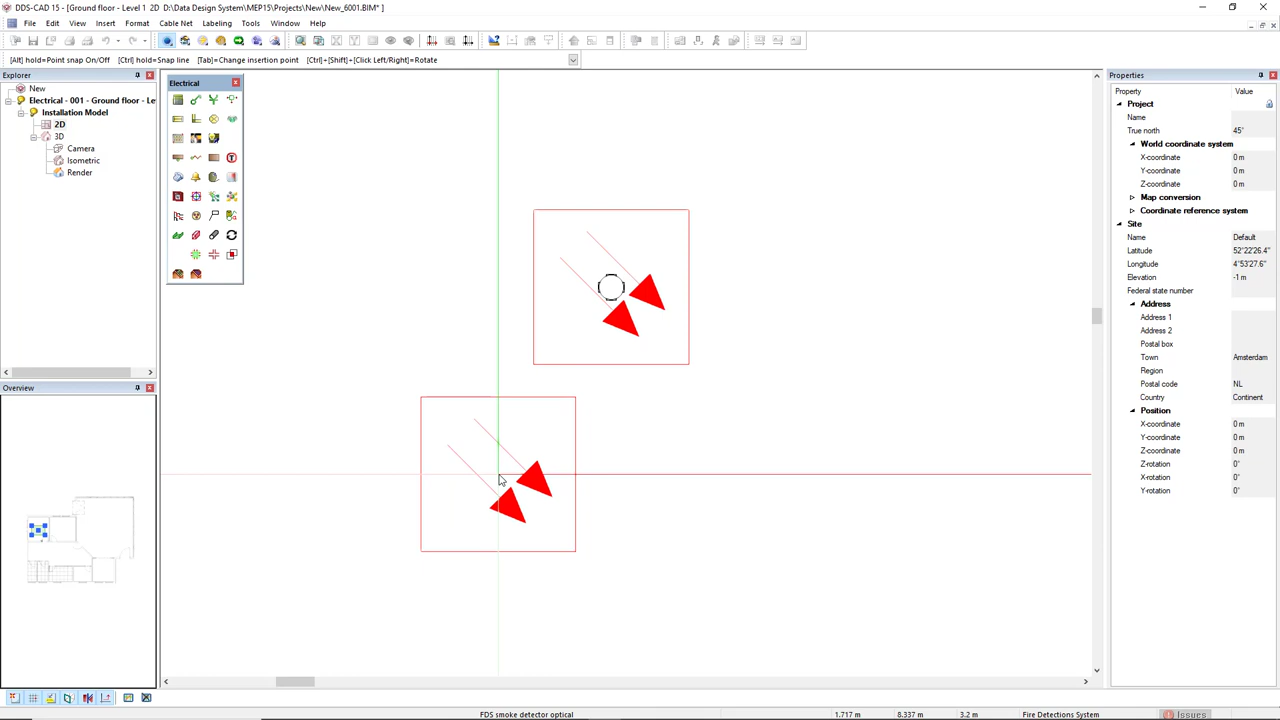 DDS-CAD 15 - [Ground floor - Level 1  2D  D:\Data Design System\MEP15\Projects\New\New_6001.BIM* ]
File Edit View Insert Format Cable Net Labeling Tools Window Help
[Alt] hold=Point snap On/Off  [Ctrl] hold=Snap line  [Tab]=Change insertion point  [Ctrl]+[Shift]+[Click Left/Right]=Rotate
Explorer
New
Electrical - 001 - Ground floor - Le
Installation Model
2D
3D
Camera
Isometric
Render
Overview
Electrical
Properties
Property Value
Project
Name
True north 45°
World coordinate system
X-coordinate 0 m
Y-coordinate 0 m
Z-coordinate 0 m
Map conversion
Coordinate reference system
Site
Name Default
Latitude 52°22'26.4"
Longitude 4°53'27.6"
Elevation -1 m
Federal state number
Address
Address 1
Address 2
Postal box
Town Amsterdam
Region
Postal code NL
Country Continent
Position
X-coordinate 0 m
Y-coordinate 0 m
Z-coordinate 0 m
Z-rotation 0°
X-rotation 0°
Y-rotation 0°
FDS smoke detector optical 1.717 m 8.337 m 3.2 m Fire Detections System Issues